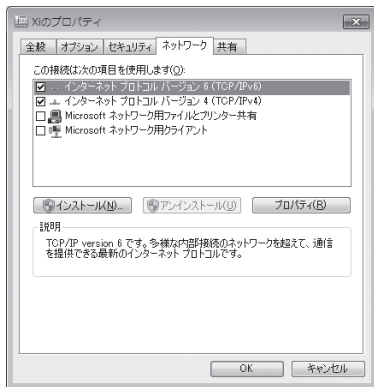 Xiのプロパティ
全般 オプション セキュリティ ネットワーク 共有
この接続は次の項目を使用します(O):
インターネット プロトコル バージョン 6 (TCP/IPv6)
インターネット プロトコル バージョン 4 (TCP/IPv4)
Microsoft ネットワーク用ファイルとプリンター共有
Microsoft ネットワーク用クライアント
インストール(N)... アンインストール(U) プロパティ(R)
説明
TCP/IP version 6 です。多様な内部接続のネットワークを超えて、通信
を提供できる最新のインターネット プロトコルです。
OK キャンセル